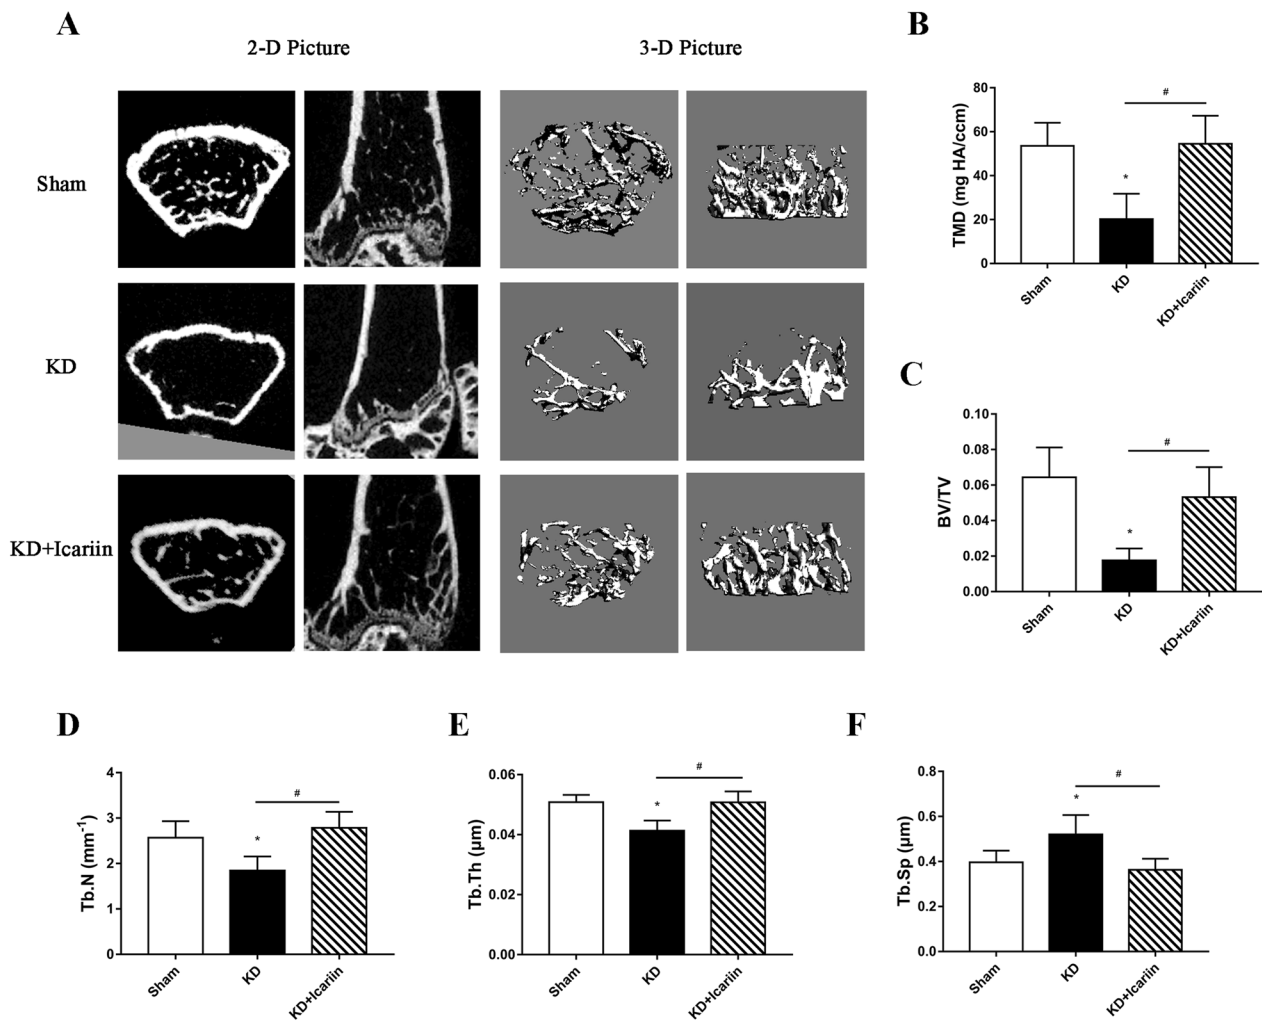 A
2-D Picture
3-D Picture
Sham
KD
KD+Icariin
B
TMD (mg HA/ccm)
80
60
40
20
0
*
#
Sham
KD
KD+Icariin
C
BV/TV
0.10
0.08
0.06
0.04
0.02
0.00
*
#
Sham
KD
KD+Icariin
D
Tb.N (mm⁻¹)
4
3
2
1
0
*
#
Sham
KD
KD+Icariin
E
Tb.Th (μm)
0.06
0.04
0.02
0.00
*
#
Sham
KD
KD+Icariin
F
Tb.Sp (μm)
0.8
0.6
0.4
0.2
0.0
*
#
Sham
KD
KD+Icariin